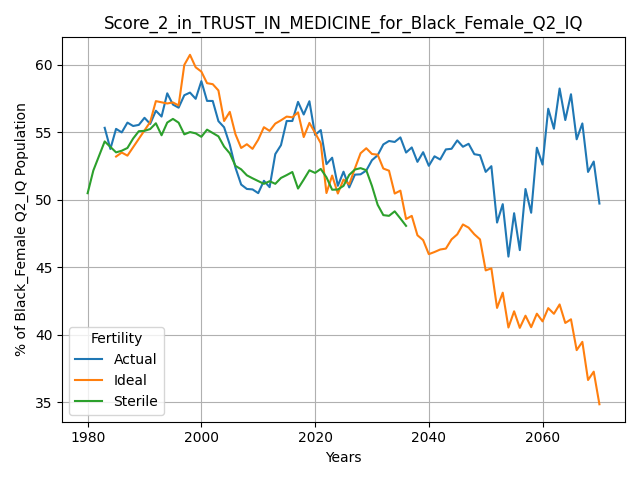 Score_2_in_TRUST_IN_MEDICINE_for_Black_Female_Q2_IQ
% of Black_Female Q2_IQ Population
60
55
50
45
40
35
Fertility
Actual
Ideal
Sterile
1980
2000
2020
2040
2060
Years